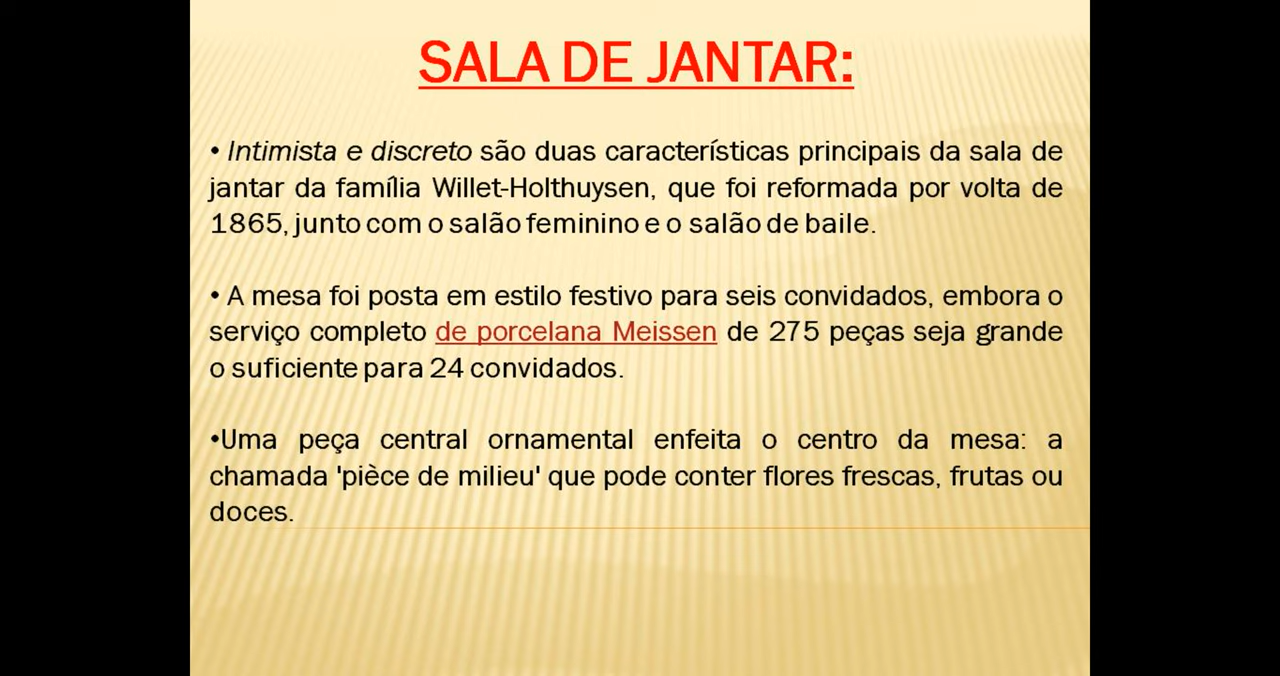 SALA DE JANTAR:
• Intimista e discreto são duas características principais da sala de
jantar da família Willet-Holthuysen, que foi reformada por volta de
1865, junto com o salão feminino e o salão de baile.
• A mesa foi posta em estilo festivo para seis convidados, embora o
serviço completo de porcelana Meissen de 275 peças seja grande
o suficiente para 24 convidados.
•Uma peça central ornamental enfeita o centro da mesa: a
chamada 'pièce de milieu' que pode conter flores frescas, frutas ou
doces.